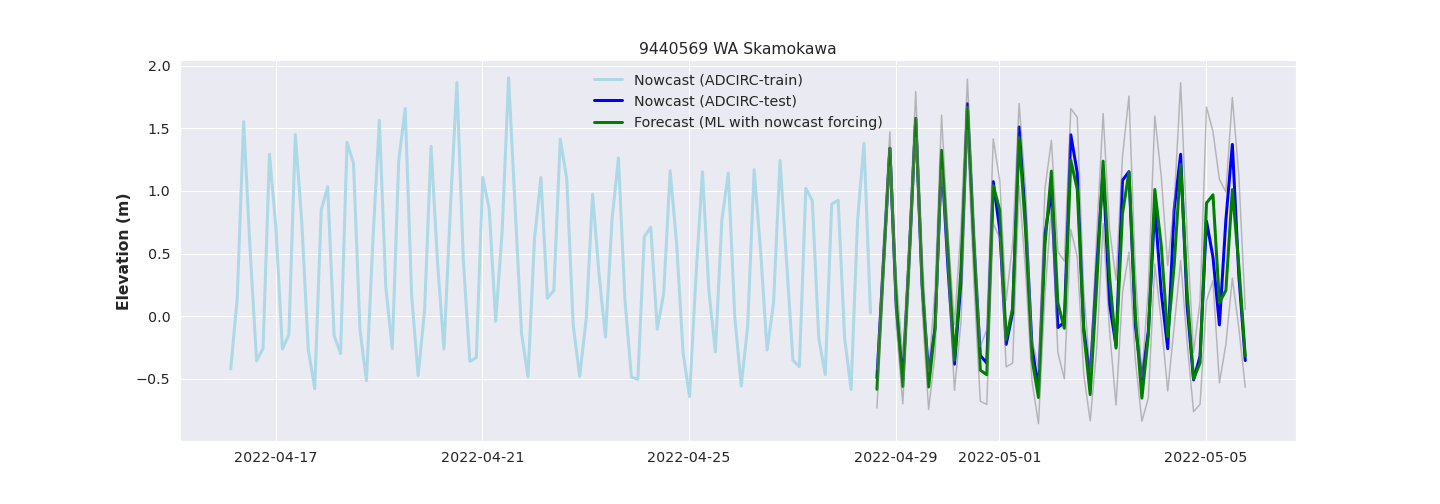 9440569 WA Skamokawa
Nowcast (ADCIRC-train)
Nowcast (ADCIRC-test)
Forecast (ML with nowcast forcing)
Elevation (m)
2.0
1.5
1.0
0.5
0.0
−0.5
2022-04-17
2022-04-21
2022-04-25
2022-04-29
2022-05-01
2022-05-05